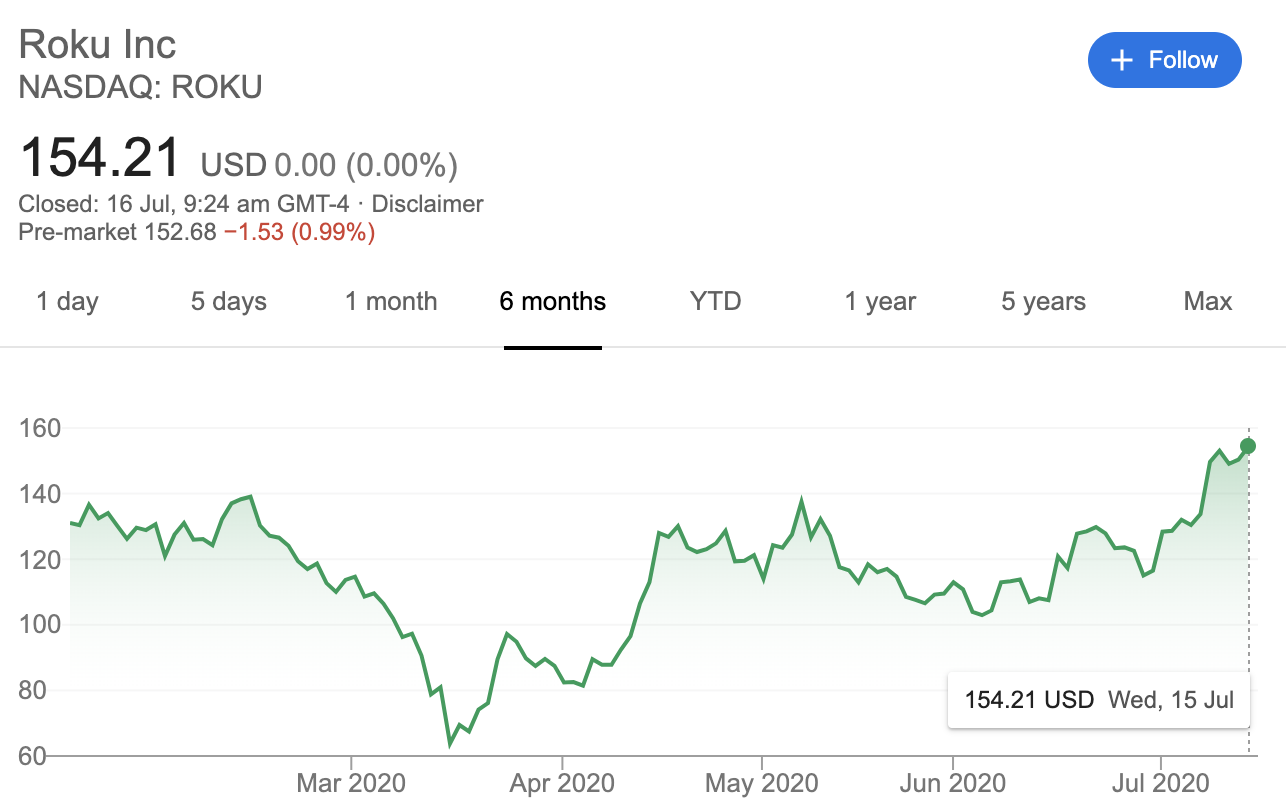 Roku Inc
NASDAQ: ROKU
+ Follow
154.21 USD 0.00 (0.00%)
Closed: 16 Jul, 9:24 am GMT-4 · Disclaimer
Pre-market 152.68 −1.53 (0.99%)
1 day 5 days 1 month 6 months YTD 1 year 5 years Max
160
140
120
100
80
60
154.21 USD Wed, 15 Jul
Mar 2020 Apr 2020 May 2020 Jun 2020 Jul 2020